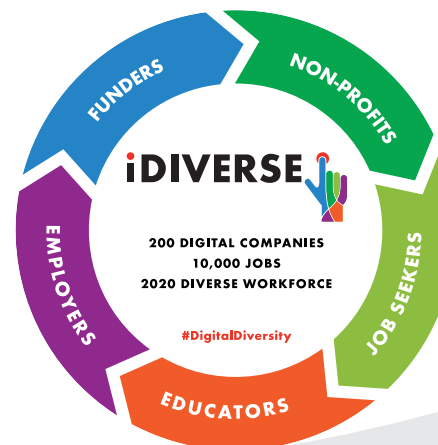 FUNDERS
NON-PROFITS
iDIVERSE
EMPLOYERS
200 DIGITAL COMPANIES
10,000 JOBS
2020 DIVERSE WORKFORCE
JOB SEEKERS
#DigitalDiversity
EDUCATORS